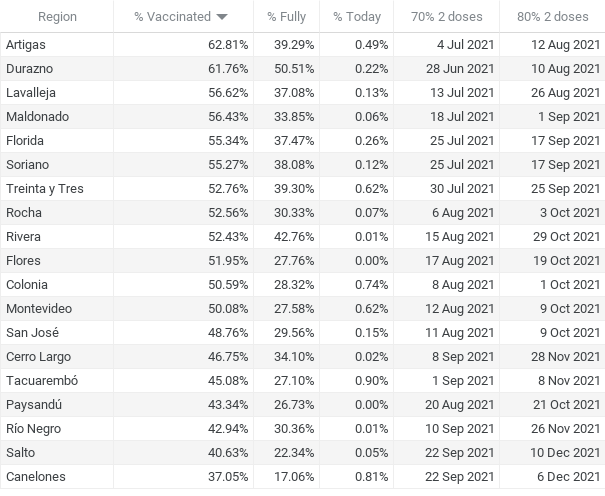 Region % Vaccinated % Fully % Today 70% 2 doses 80% 2 doses
Artigas 62.81% 39.29% 0.49% 4 Jul 2021 12 Aug 2021
Durazno 61.76% 50.51% 0.22% 28 Jun 2021 10 Aug 2021
Lavalleja 56.62% 37.08% 0.13% 13 Jul 2021 26 Aug 2021
Maldonado 56.43% 33.85% 0.06% 18 Jul 2021 1 Sep 2021
Florida 55.34% 37.47% 0.26% 25 Jul 2021 17 Sep 2021
Soriano 55.27% 38.08% 0.12% 25 Jul 2021 17 Sep 2021
Treinta y Tres 52.76% 39.30% 0.62% 30 Jul 2021 25 Sep 2021
Rocha 52.56% 30.33% 0.07% 6 Aug 2021 3 Oct 2021
Rivera 52.43% 42.76% 0.01% 15 Aug 2021 29 Oct 2021
Flores 51.95% 27.76% 0.00% 17 Aug 2021 19 Oct 2021
Colonia 50.59% 28.32% 0.74% 8 Aug 2021 1 Oct 2021
Montevideo 50.08% 27.58% 0.62% 12 Aug 2021 9 Oct 2021
San José 48.76% 29.56% 0.15% 11 Aug 2021 9 Oct 2021
Cerro Largo 46.75% 34.10% 0.02% 8 Sep 2021 28 Nov 2021
Tacuarembó 45.08% 27.10% 0.90% 1 Sep 2021 8 Nov 2021
Paysandú 43.34% 26.73% 0.00% 20 Aug 2021 21 Oct 2021
Río Negro 42.94% 30.36% 0.01% 10 Sep 2021 26 Nov 2021
Salto 40.63% 22.34% 0.05% 22 Sep 2021 10 Dec 2021
Canelones 37.05% 17.06% 0.81% 22 Sep 2021 6 Dec 2021